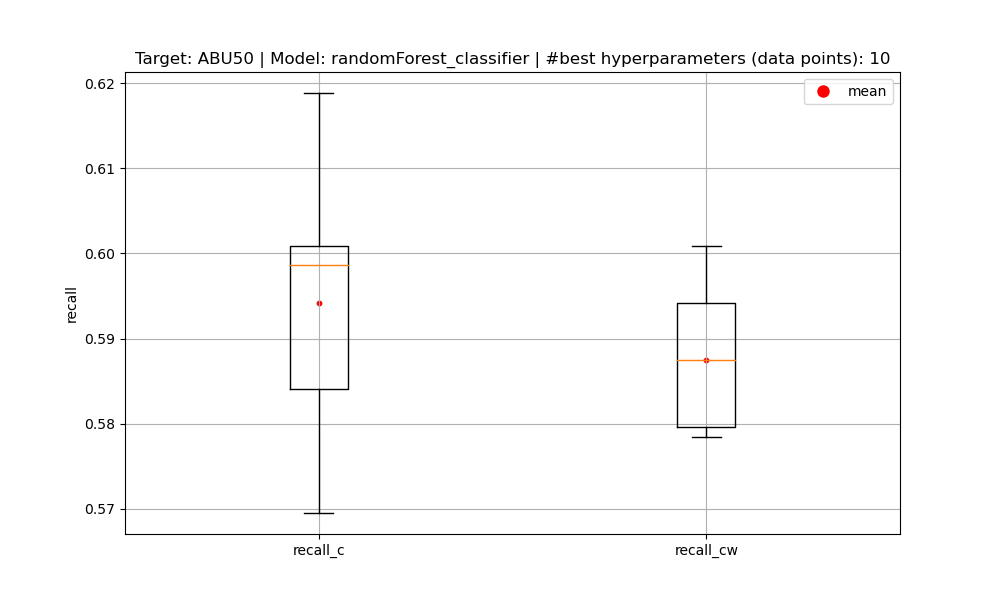 Target: ABU50 | Model: randomForest_classifier | #best hyperparameters (data points): 10
mean
0.62
0.61
0.60
0.59
0.58
0.57
recall
recall_c
recall_cw